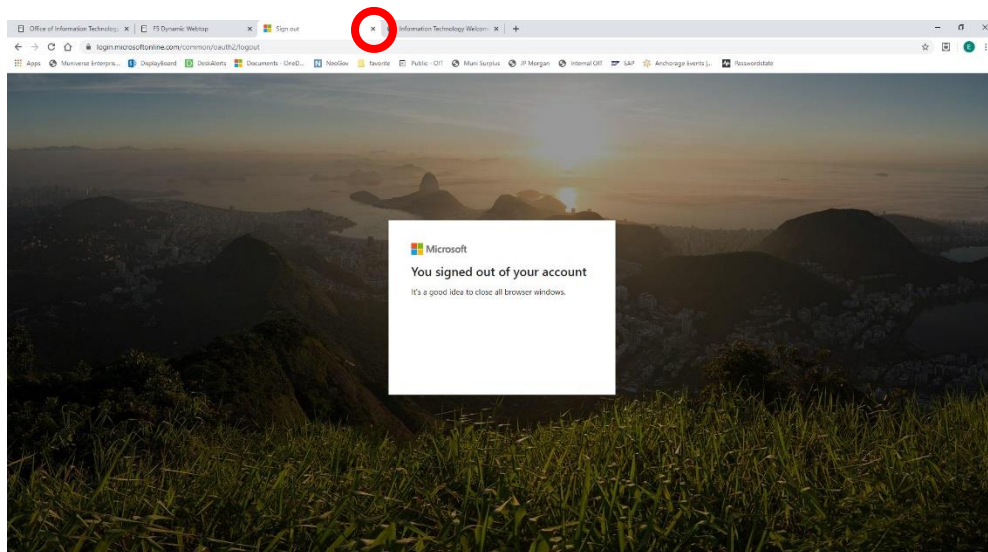 Office of Information Technolog
F5 Dynamic Webtop
Sign out
Information Technology Welcom
login.microsoftonline.com/common/oauth2/logout
E
Apps
Muniverse Enterpris...
DisplayBoard
DeskAlerts
Documents - OneD...
NeoGov
favorite
Public - OIT
Muni Surplus
JP Morgan
Internal OIT
SAP
Anchorage Events |...
Passwordstate
Microsoft
You signed out of your account
It's a good idea to close all browser windows.